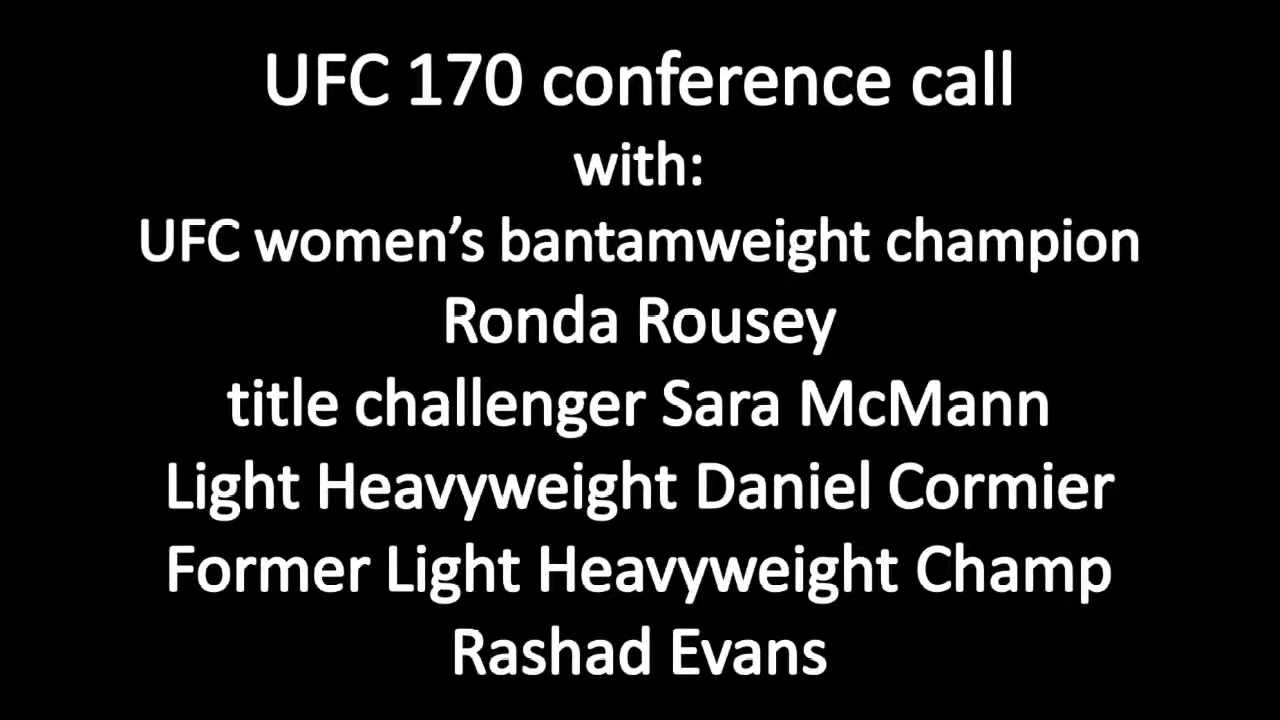 UFC 170 conference call
with:
UFC women’s bantamweight champion
Ronda Rousey
title challenger Sara McMann
Light Heavyweight Daniel Cormier
Former Light Heavyweight Champ
Rashad Evans